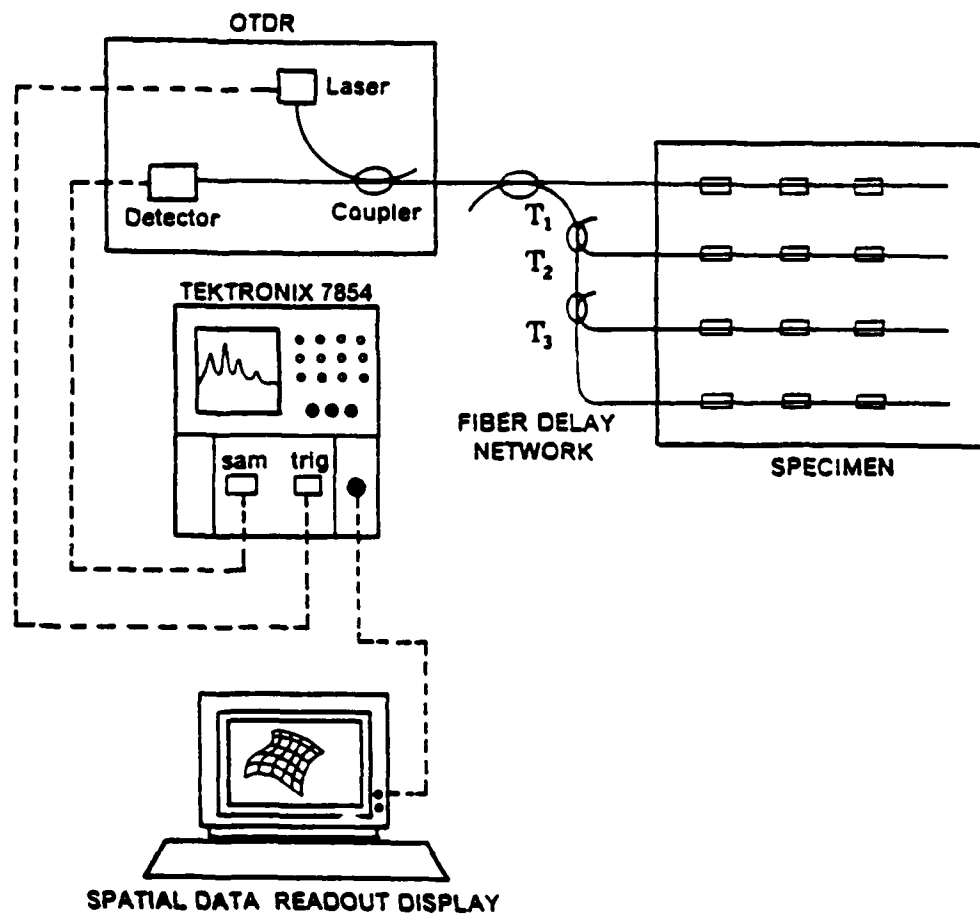 OTDR
Laser
Detector
Coupler
T1
T2
T3
TEKTRONIX 7854
sam trig
FIBER DELAY
NETWORK
SPECIMEN
SPATIAL DATA READOUT DISPLAY